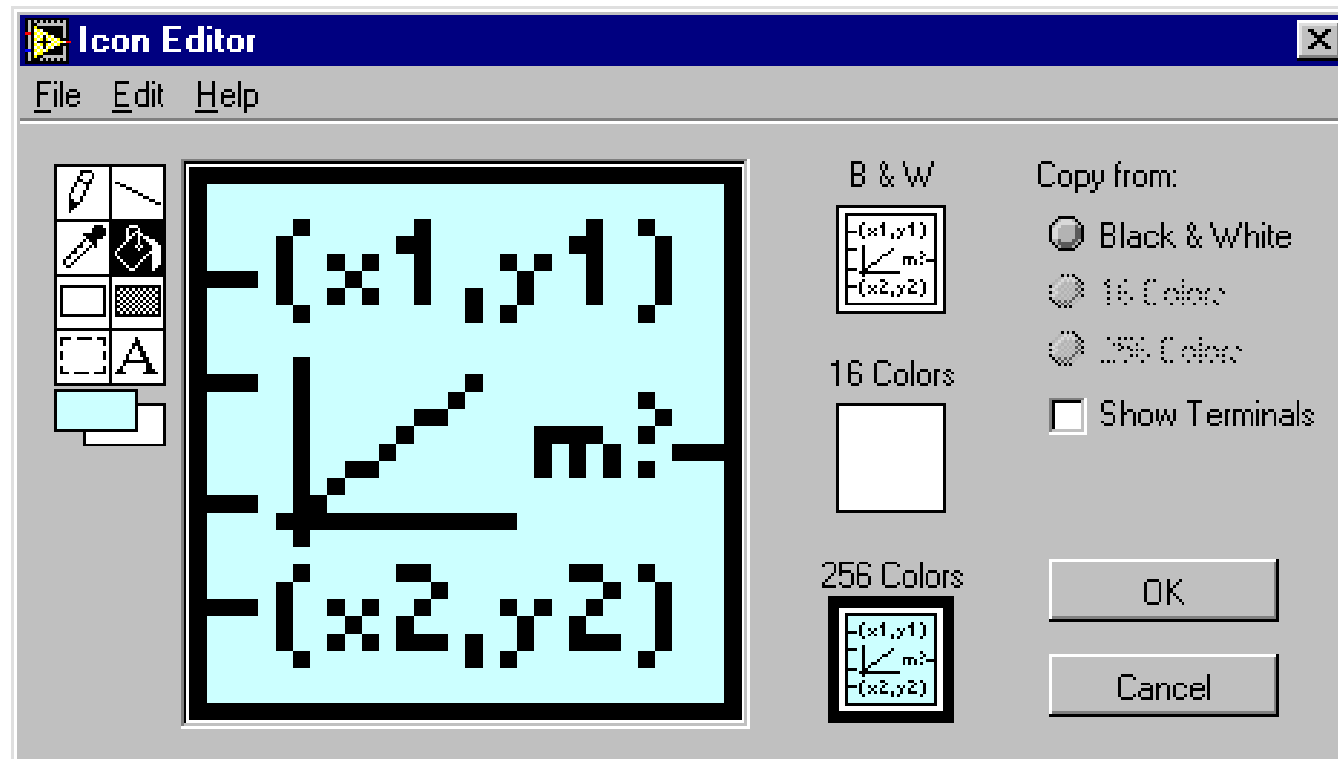 Icon Editor
File Edit Help
B & W
Copy from:
(x1,y1)
(x1,y1)
Black & White
m?
m?
(x2,y2)
16 Colors
16 Colors
256 Colors
Show Terminals
(x2,y2)
256 Colors
(x1,y1)
m?
(x2,y2)
OK
Cancel
A